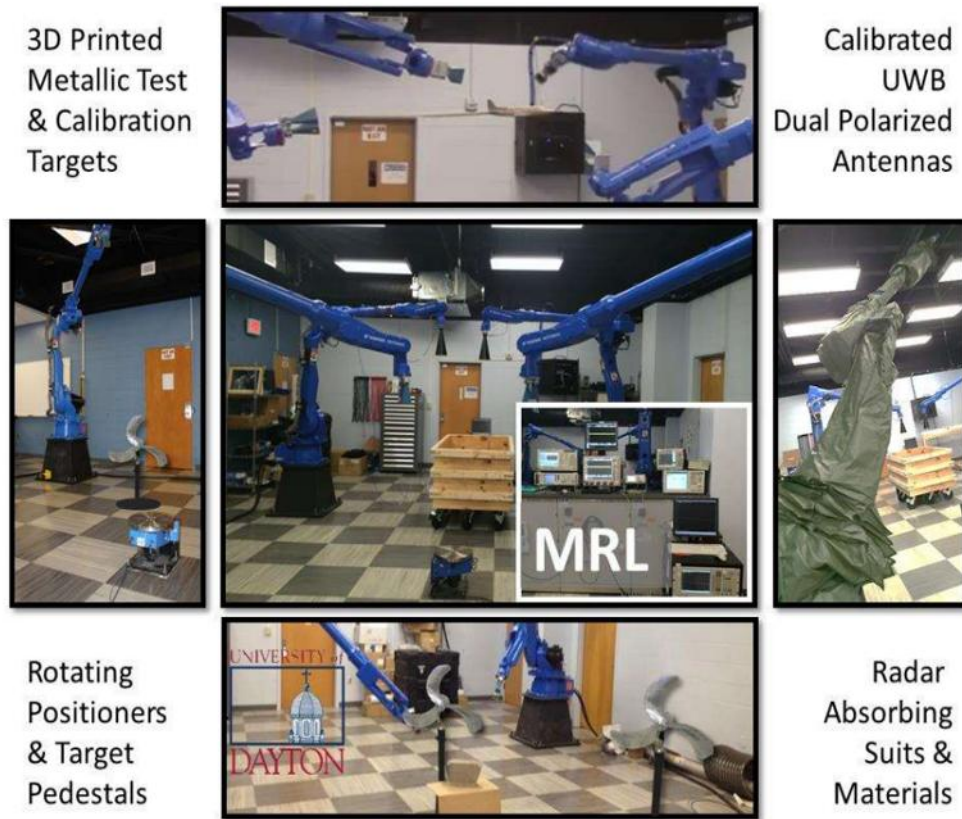 3D Printed
Metallic Test
& Calibration
Targets
Calibrated
UWB
Dual Polarized
Antennas
MRL
Rotating
Positioners
& Target
Pedestals
UNIVERSITY of
DAYTON
Radar
Absorbing
Suits &
Materials